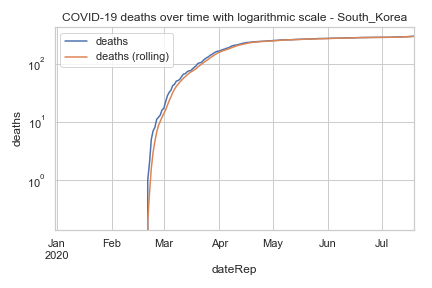 COVID-19 deaths over time with logarithmic scale - South_Korea
deaths
deaths (rolling)
10²
10¹
10⁰
deaths
Jan Feb Mar Apr May Jun Jul
2020
dateRep